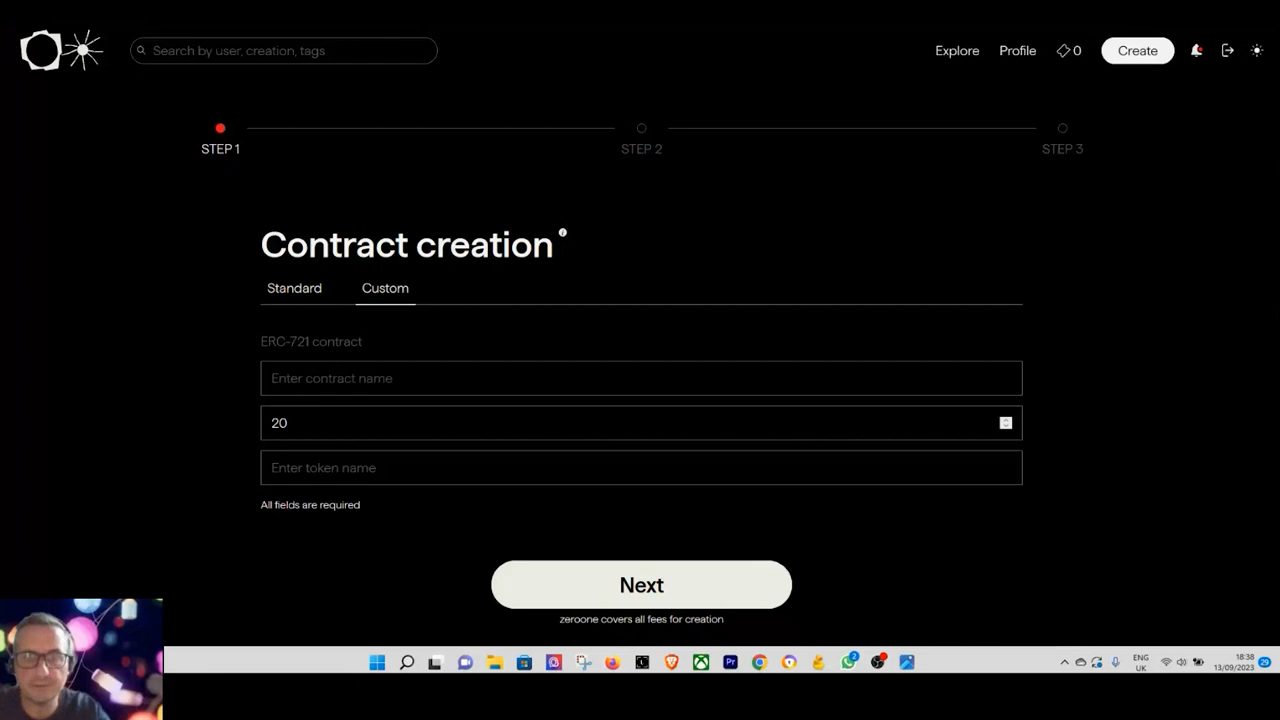 Search by user, creation, tags
Explore
Profile
0
Create
STEP 1
STEP 2
STEP 3
Contract creation
Standard
Custom
ERC-721 contract
Enter contract name
20
Enter token name
All fields are required
Next
zeroone covers all fees for creation
2
ENG
UK
18:38
13/09/2023
29